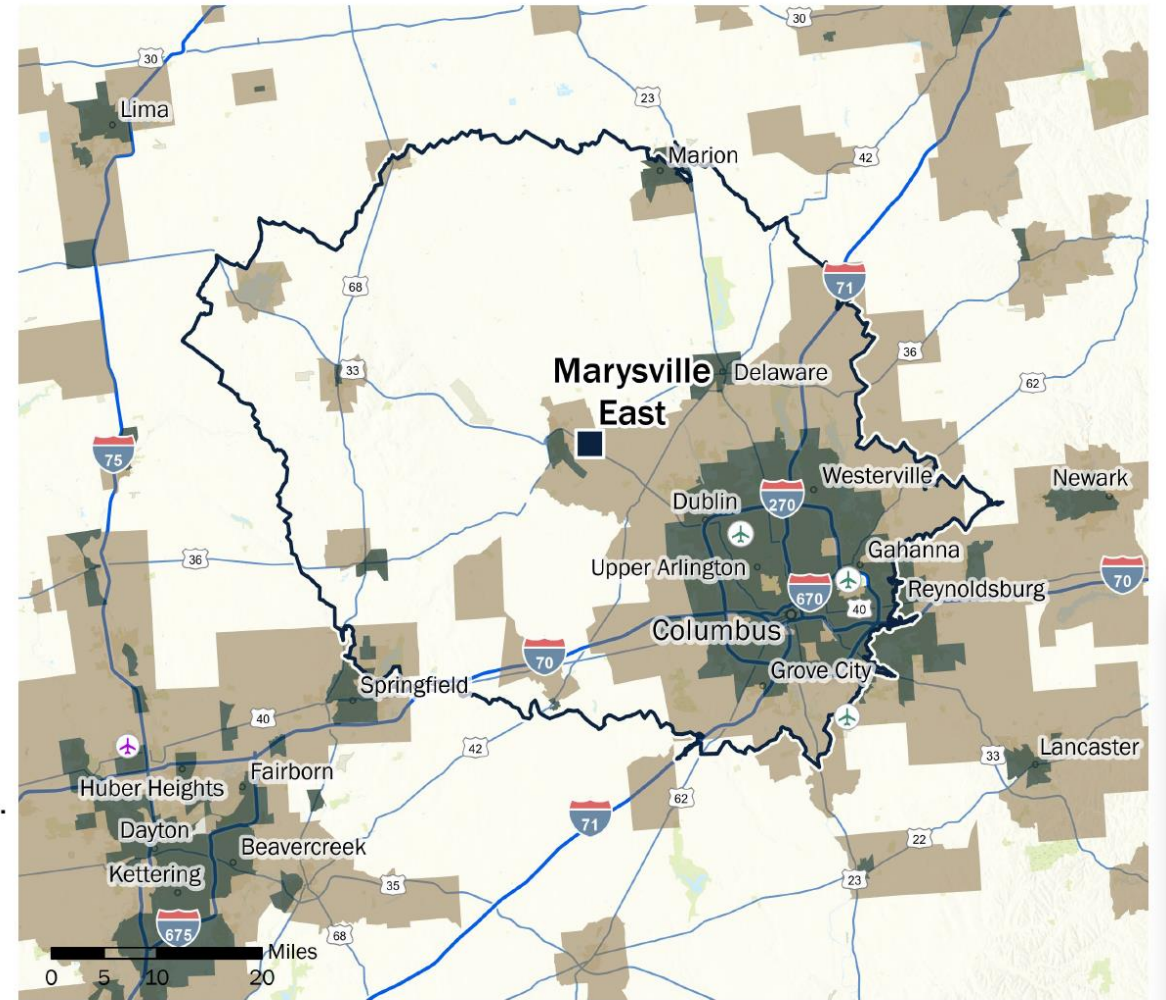 30
30
Lima
23
Marion
42
71
68
36
33
Marysville
East
Delaware
62
75
Westerville
Newark
Dublin
270
36
Upper Arlington
Gahanna
70
670
Reynoldsburg
40
Columbus
70
Grove City
Springfield
40
42
33
Lancaster
Huber Heights
Fairborn
62
.
71
Dayton
22
Beavercreek
Kettering
35
23
675
68
Miles
0 5 10 20